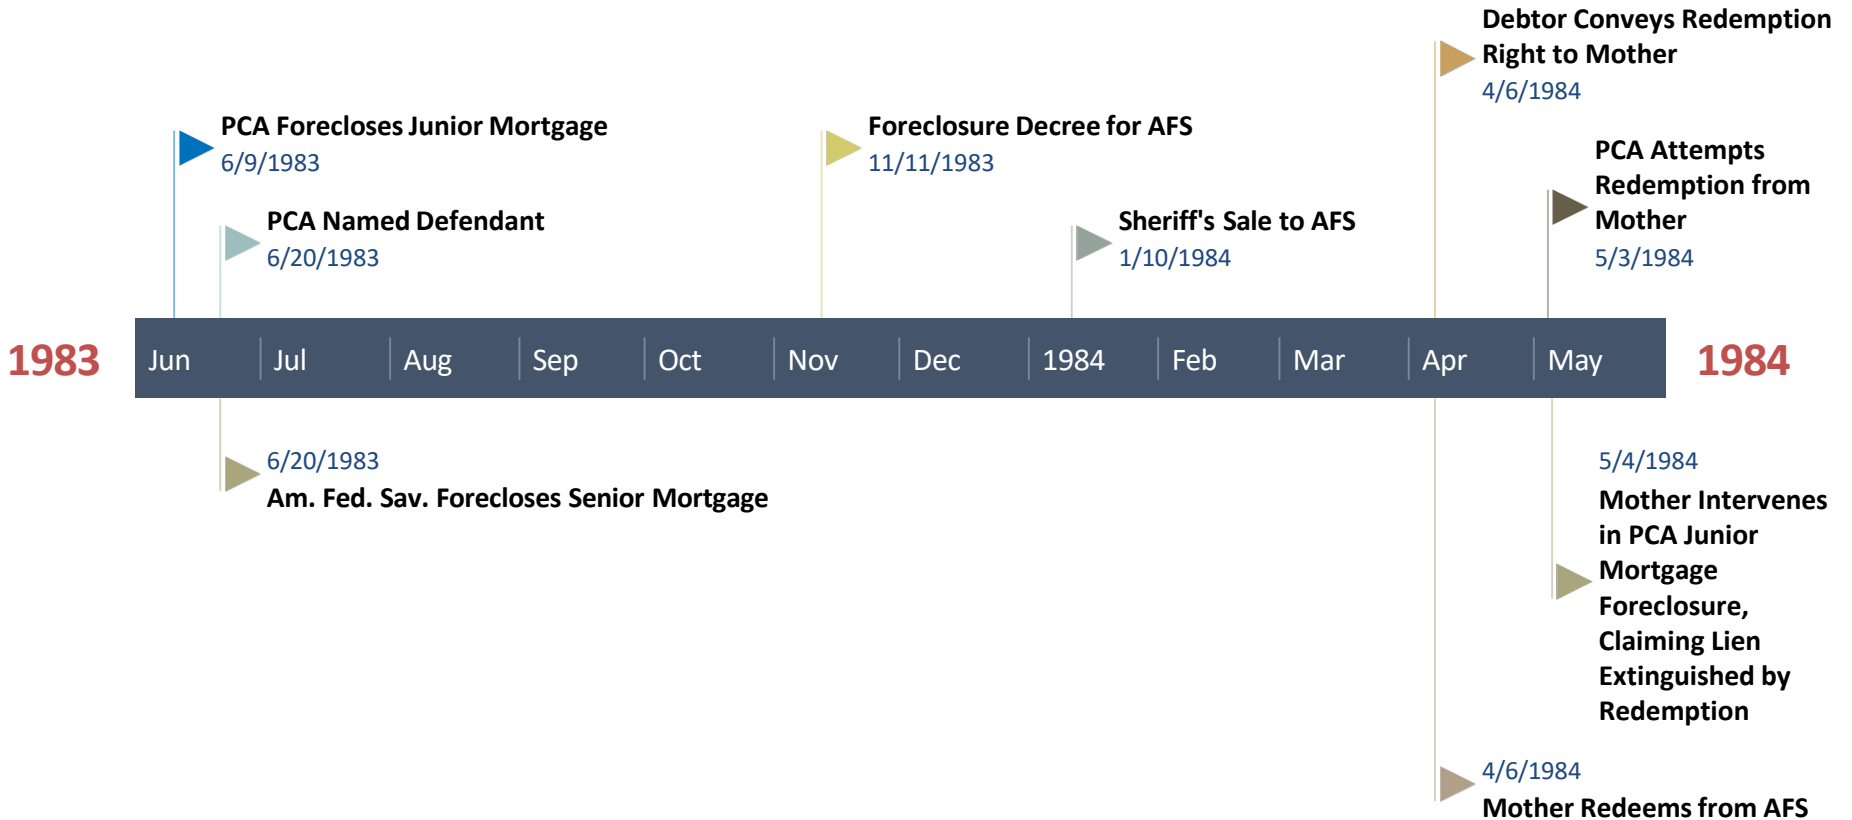 Debtor Conveys Redemption
Right to Mother
4/6/1984
PCA Forecloses Junior Mortgage
6/9/1983
Foreclosure Decree for AFS
11/11/1983
PCA Attempts
Redemption from
Mother
5/3/1984
PCA Named Defendant
6/20/1983
Sheriff's Sale to AFS
1/10/1984
1983
Jun
Jul
Aug
Sep
Oct
Nov
Dec
1984
Feb
Mar
Apr
May
1984
6/20/1983
Am. Fed. Sav. Forecloses Senior Mortgage
5/4/1984
Mother Intervenes
in PCA Junior
Mortgage
Foreclosure,
Claiming Lien
Extinguished by
Redemption
4/6/1984
Mother Redeems from AFS